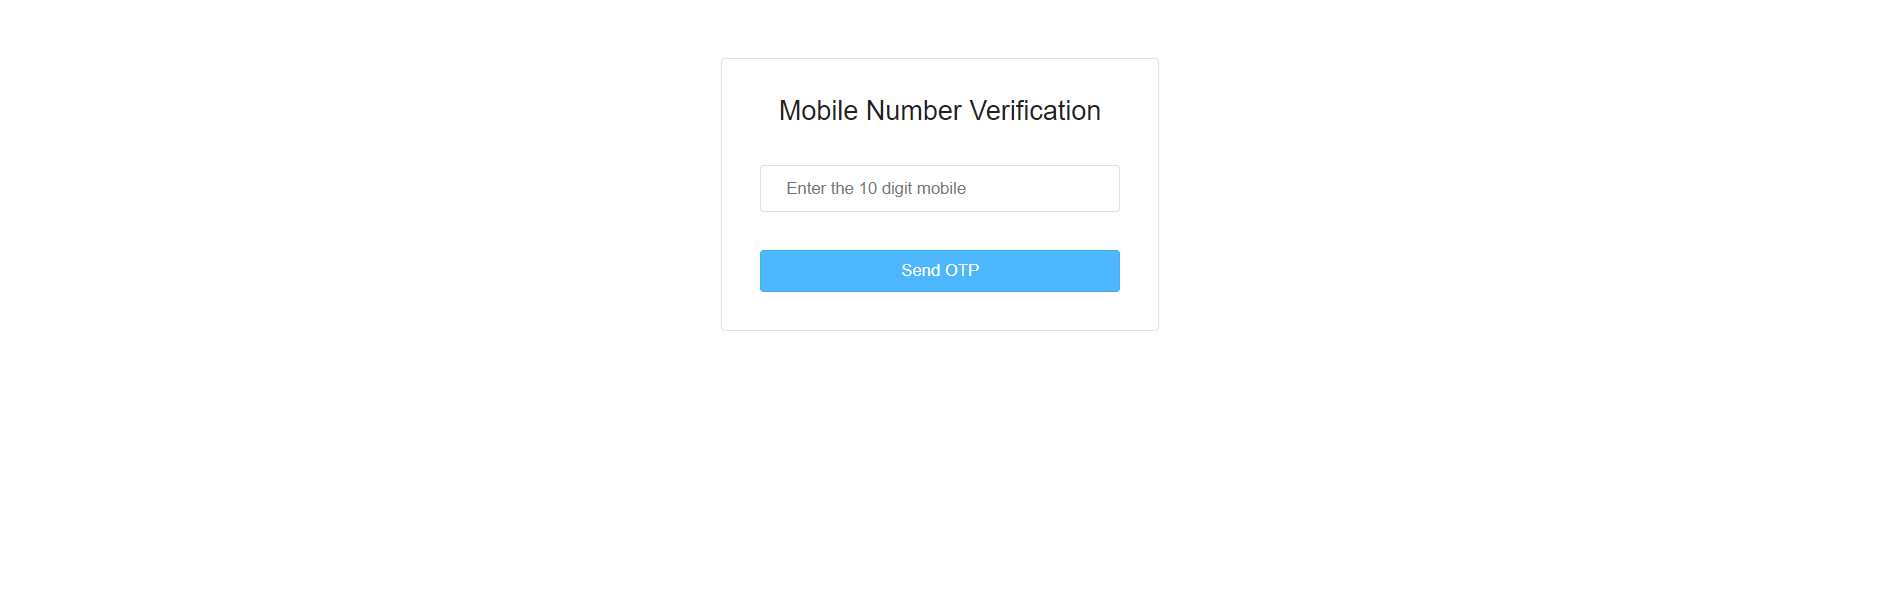 Mobile Number Verification
Enter the 10 digit mobile
Send OTP